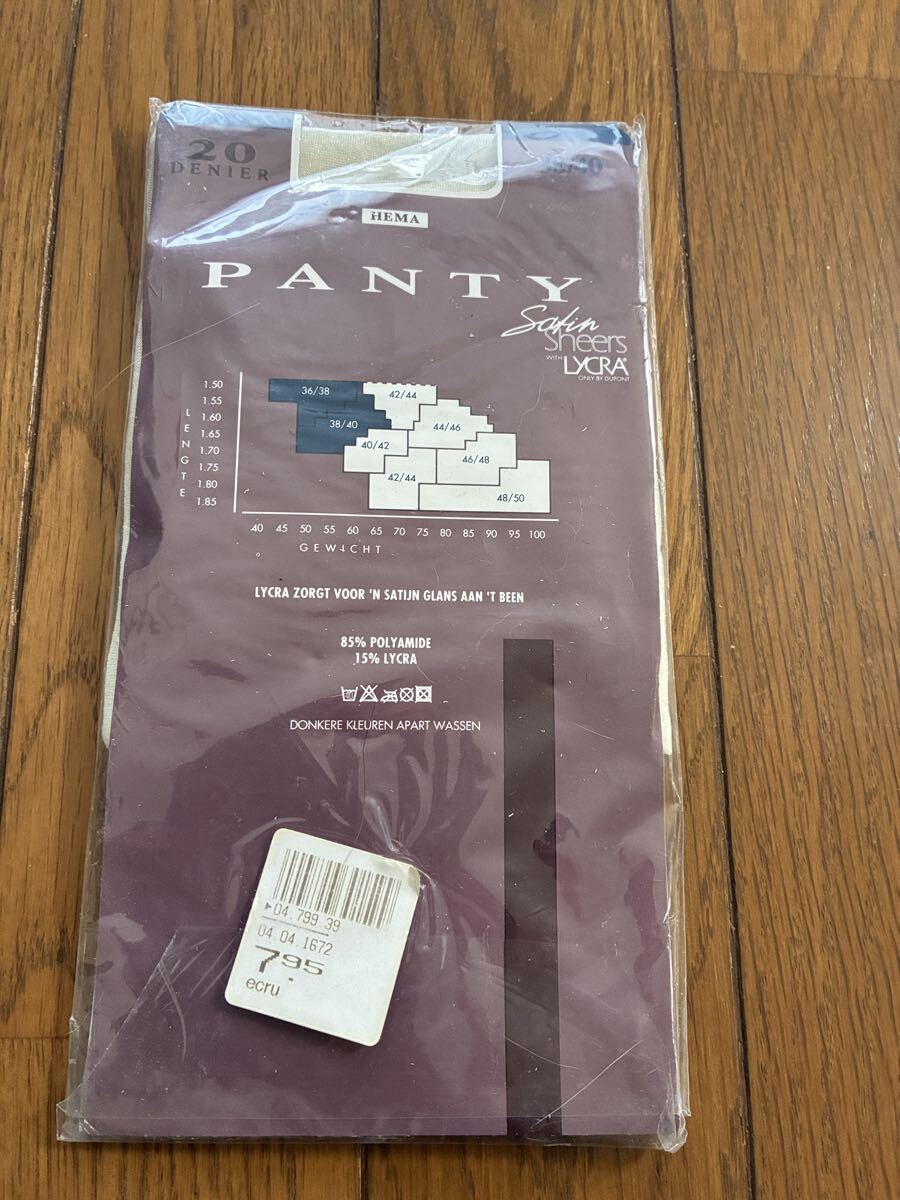 20
DENIER
38/40
HEMA
PANTY
Satin
Sheers
WITH LYCRA®
ONLY BY DUPONT
LENGTE
1.50
1.55
1.60
1.65
1.70
1.75
1.80
1.85
36/38
42/44
38/40
44/46
40/42
46/48
42/44
48/50
40 45 50 55 60 65 70 75 80 85 90 95 100
GEWICHT
LYCRA ZORGT VOOR 'N SATIJN GLANS AAN 'T BEEN
85% POLYAMIDE
15% LYCRA
DONKERE KLEUREN APART WASSEN
04.799.39
04.04.1672
7.95
ecru